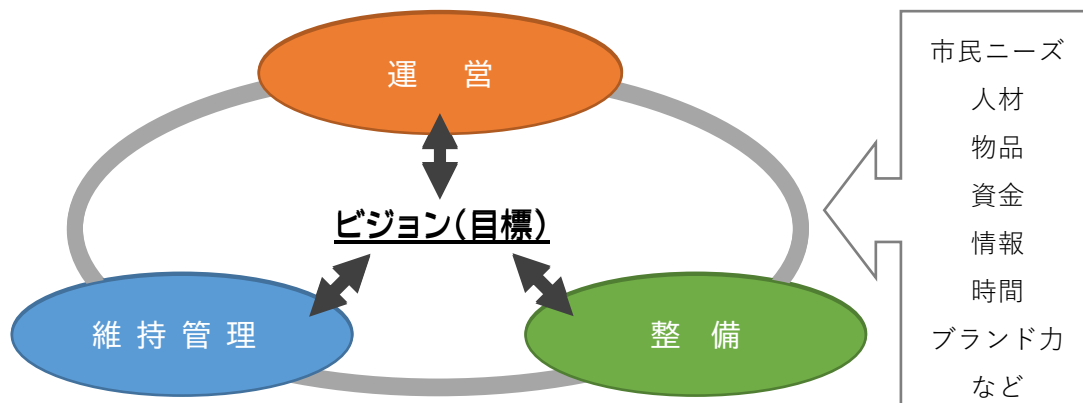 運 営
ビジョン(目標)
維持管理
整 備
市民ニーズ
人材
物品
資金
情報
時間
ブランド力
など